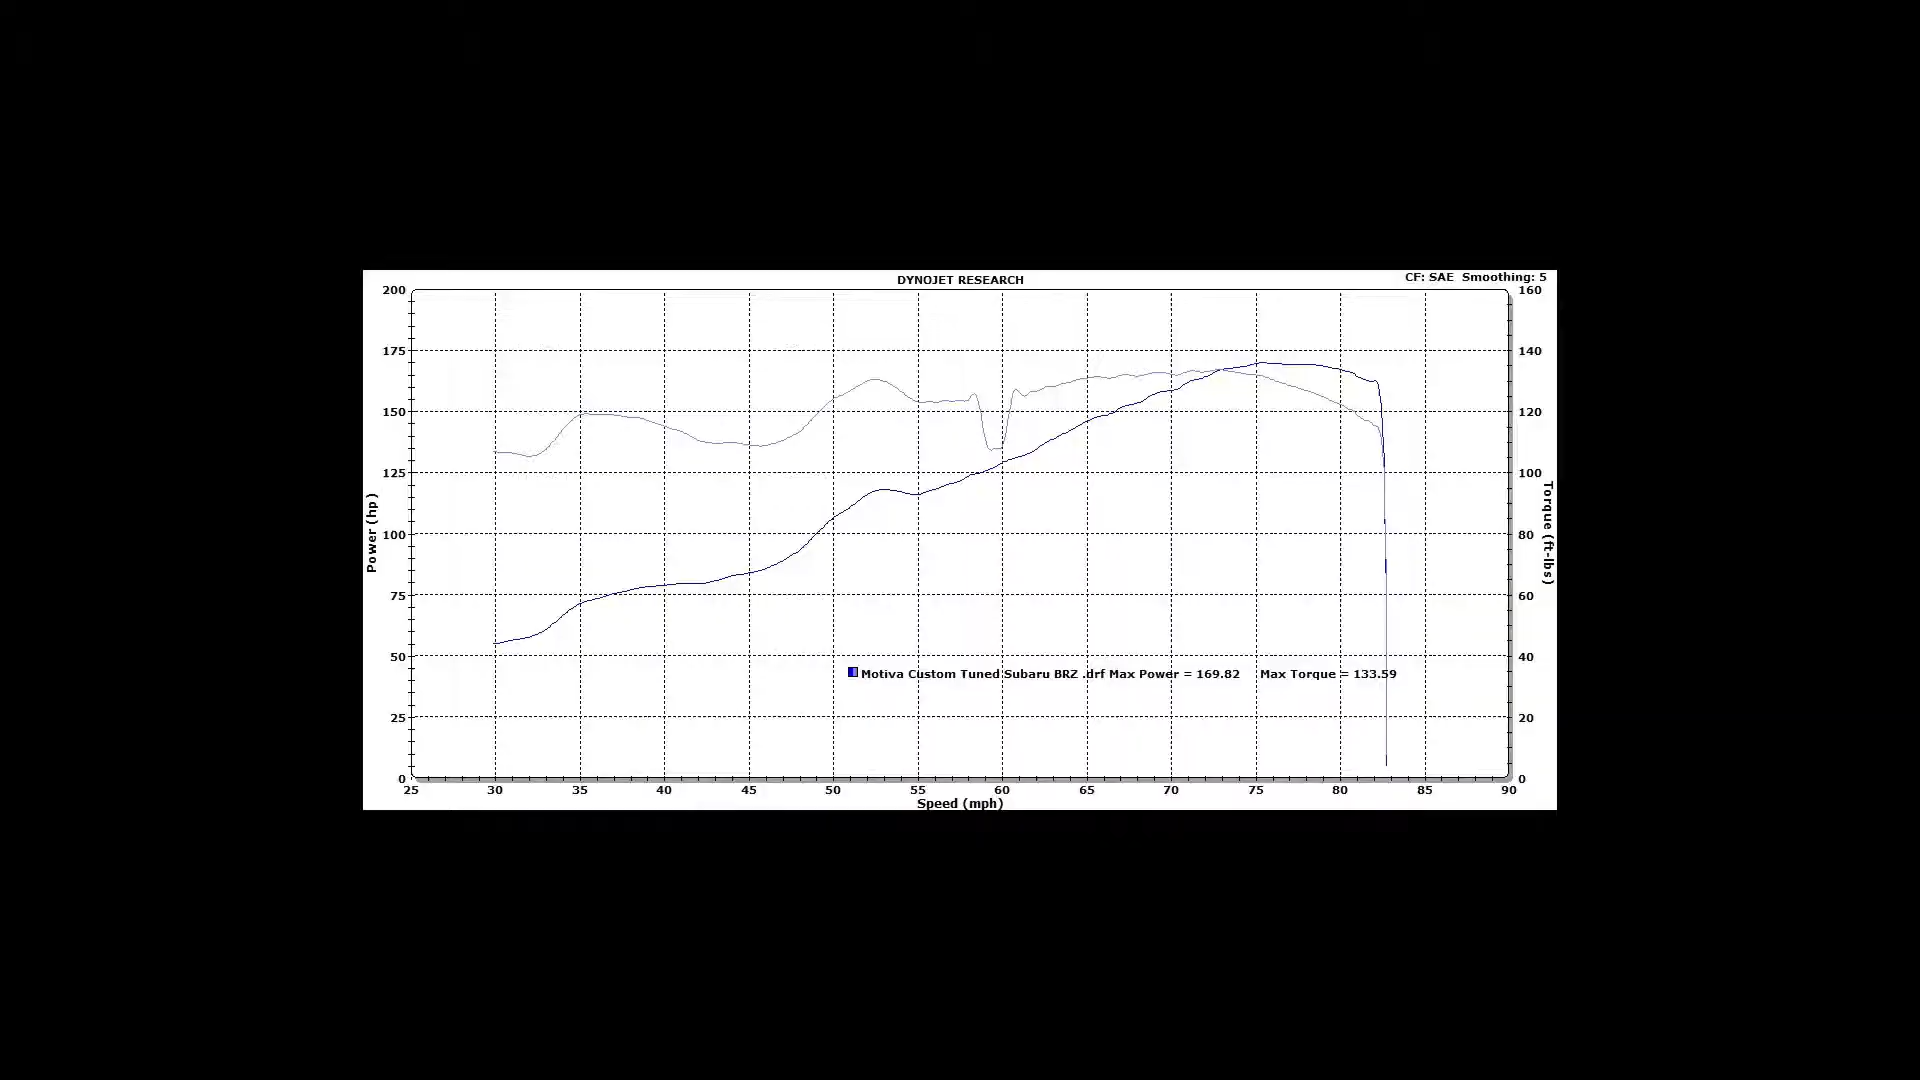 DYNOJET RESEARCH
CF: SAE  Smoothing: 5
200
175
150
125
100
75
50
25
0
Power (hp)
160
140
120
100
80
60
40
20
0
Torque (ft-lbs)
Motiva Custom Tuned Subaru BRZ .drf Max Power = 169.82 Max Torque = 133.59
25 30 35 40 45 50 55 60 65 70 75 80 85 90
Speed (mph)